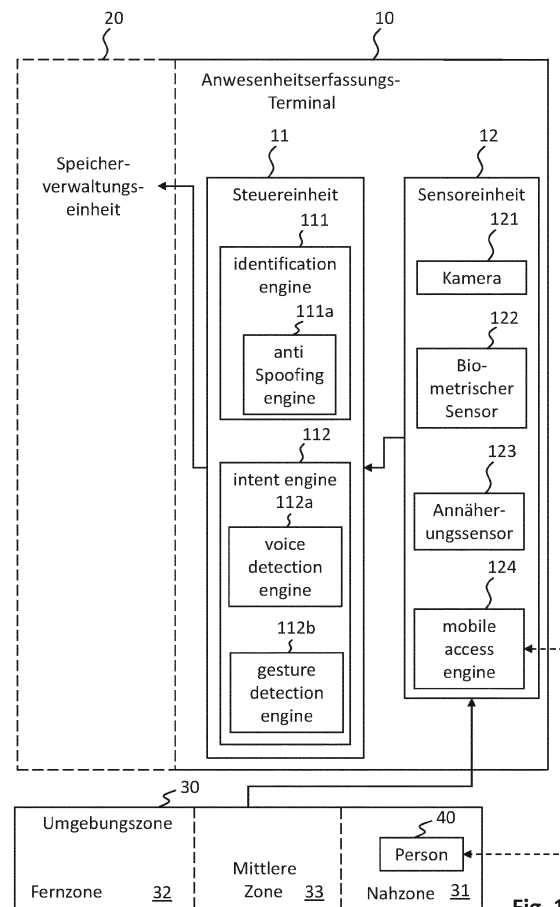 20
10
Anwesenheitserfassungs-
Terminal
Speicher-
verwaltungs-
einheit
11
Steuereinheit
111
identification
engine
111a
anti
Spoofing
engine
112
intent engine
112a
voice
detection
engine
112b
gesture
detection
engine
12
Sensoreinheit
121
Kamera
122
Bio-
metrischer
Sensor
123
Annäher-
ungssensor
124
mobile
access
engine
30
Umgebungszone
40
Person
Fernzone 32
Mittlere
Zone 33
Nahzone 31
Fig. 1